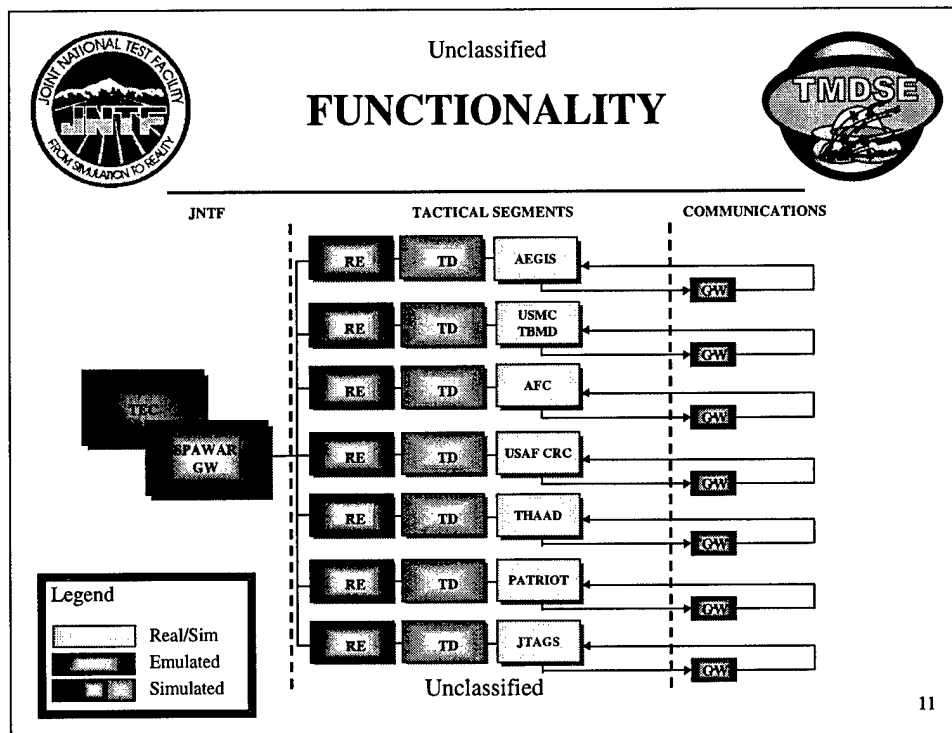 Unclassified
JOINT NATIONAL TEST FACILITY
JNTF
FROM SIMULATION TO REALITY
FUNCTIONALITY
TMDSE
JNTF
TACTICAL SEGMENTS
COMMUNICATIONS
RE TD AEGIS
GW
RE TD USMC
TBMD
GW
RE TD AFC
GW
TEC
SPAWAR
GW
RE TD USAF CRC
GW
RE TD THAAD
GW
RE TD PATRIOT
GW
RE TD JTAGS
GW
Legend
Real/Sim
Emulated
Simulated
Unclassified
11